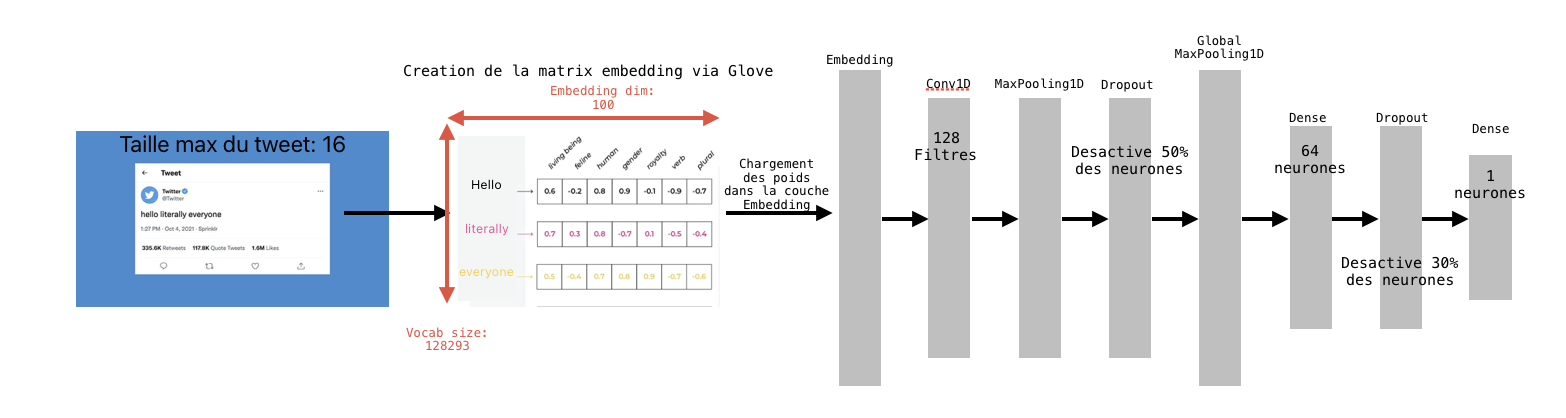 Creation de la matrix embedding via Glove
Embedding dim:
100
Taille max du tweet: 16
Tweet
Twitter
@Twitter
hello literally everyone
1:27 PM · Oct 4, 2021 · Sprinklr
335.6K Retweets 117.8K Quote Tweets 1.6M Likes
living being
feline
human
gender
royalty
verb
plural
Hello
0.6 -0.2 0.8 0.9 -0.1 -0.9 -0.7
literally
0.7 0.3 0.8 -0.7 0.1 -0.5 -0.4
everyone
0.5 -0.4 0.7 0.8 0.9 -0.7 -0.6
Vocab size:
128293
Chargement
des poids
dans la couche
Embedding
Embedding
Conv1D
128
Filtres
MaxPooling1D
Dropout
Desactive 50%
des neurones
Global
MaxPooling1D
Dense
64
neurones
Dropout
Desactive 30%
des neurones
Dense
1
neurones